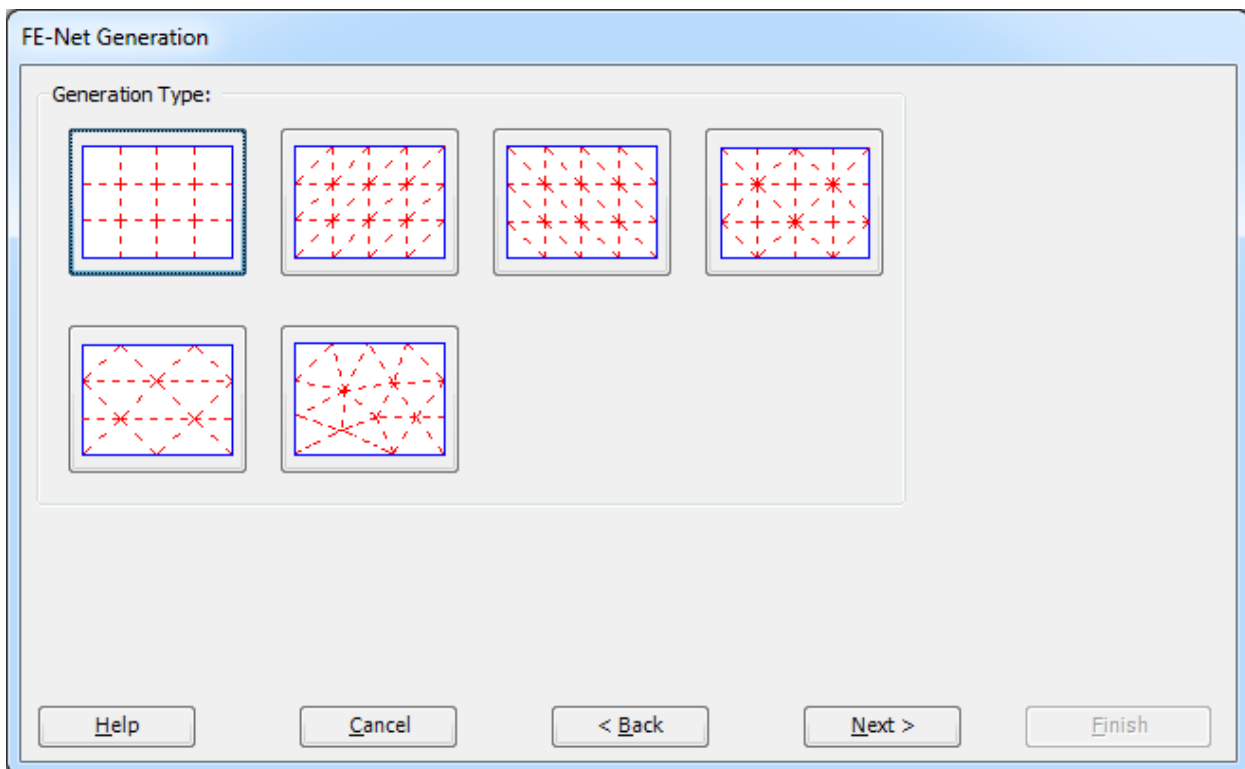 FE-Net Generation
Generation Type:
Help
Cancel
< Back
Next >
Finish